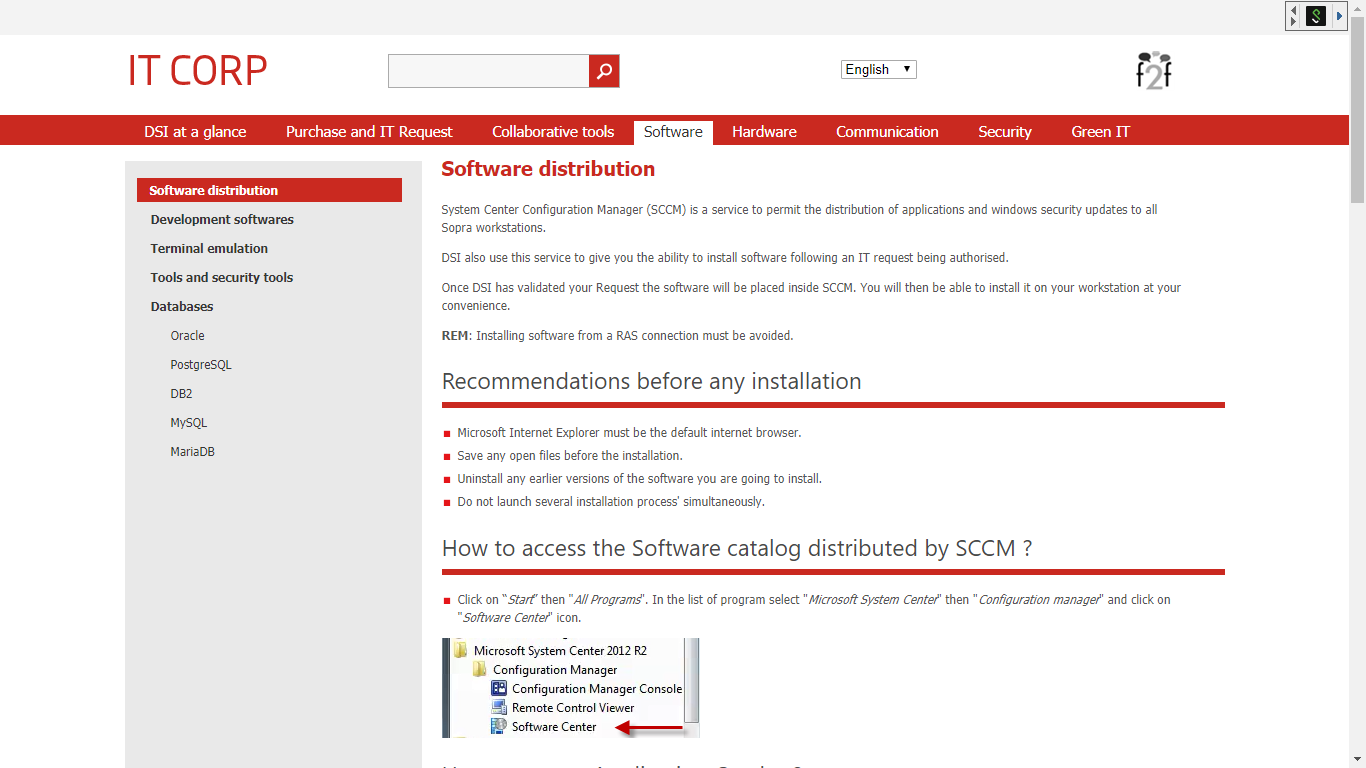 IT CORP
English
f2f
DSI at a glance
Purchase and IT Request
Collaborative tools
Software
Hardware
Communication
Security
Green IT
Software distribution
Development softwares
Terminal emulation
Tools and security tools
Databases
Oracle
PostgreSQL
DB2
MySQL
MariaDB
Software distribution
System Center Configuration Manager (SCCM) is a service to permit the distribution of applications and windows security updates to all
Sopra workstations.
DSI also use this service to give you the ability to install software following an IT request being authorised.
Once DSI has validated your Request the software will be placed inside SCCM. You will then be able to install it on your workstation at your
convenience.
REM: Installing software from a RAS connection must be avoided.
Recommendations before any installation
Microsoft Internet Explorer must be the default internet browser.
Save any open files before the installation.
Uninstall any earlier versions of the software you are going to install.
Do not launch several installation process' simultaneously.
How to access the Software catalog distributed by SCCM ?
Click on "Start" then "All Programs". In the list of program select "Microsoft System Center" then "Configuration manager" and click on
"Software Center" icon.
Microsoft System Center 2012 R2
Configuration Manager
Configuration Manager Console
Remote Control Viewer
Software Center